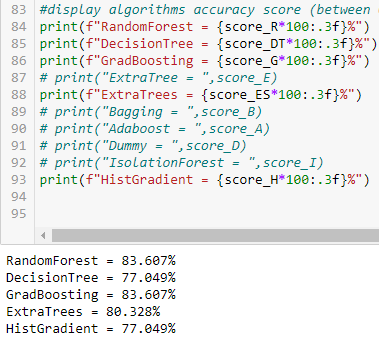 83 #display algorithms accuracy score (between
84 print(f"RandomForest = {score_R*100:.3f}%")
85 print(f"DecisionTree = {score_DT*100:.3f}%")
86 print(f"GradBoosting = {score_G*100:.3f}%")
87 # print("ExtraTree = ",score_E)
88 print(f"ExtraTrees = {score_ES*100:.3f}%")
89 # print("Bagging = ",score_B)
90 # print("Adaboost = ",score_A)
91 # print("Dummy = ",score_D)
92 # print("IsolationForest = ",score_I)
93 print(f"HistGradient = {score_H*100:.3f}%")
94
95
RandomForest = 83.607%
DecisionTree = 77.049%
GradBoosting = 83.607%
ExtraTrees = 80.328%
HistGradient = 77.049%